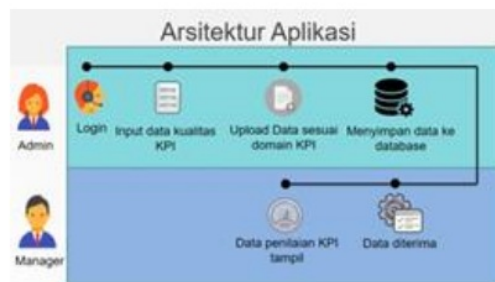 Arsitektur Aplikasi
Admin
Login
Input data kualitas
KPI
Upload Data sesuai
domain KPI
Menyimpan data ke
database
Manager
Data penilaian KPI
tampil
Data diterima